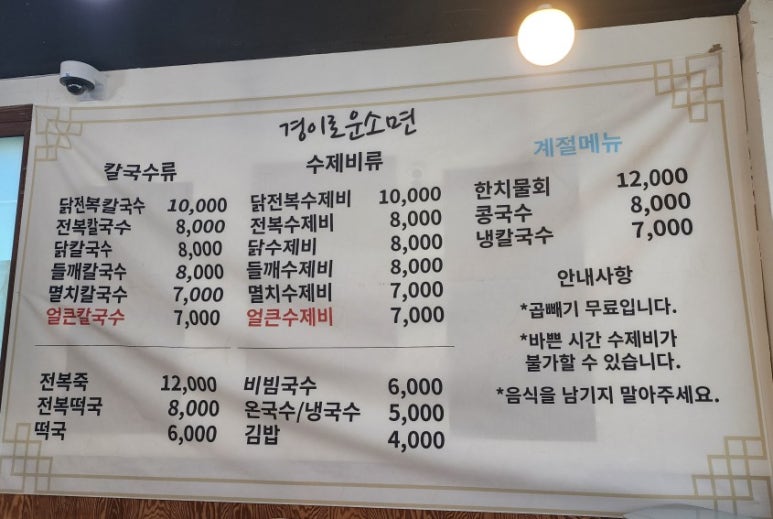 경이로운소면
칼국수류
닭전복칼국수 10,000
전복칼국수 8,000
닭칼국수 8,000
들깨칼국수 8,000
멸치칼국수 7,000
얼큰칼국수 7,000
수제비류
닭전복수제비 10,000
전복수제비 8,000
닭수제비 8,000
들깨수제비 8,000
멸치수제비 7,000
얼큰수제비 7,000
계절메뉴
한치물회 12,000
콩국수 8,000
냉칼국수 7,000
안내사항
*곱빼기 무료입니다.
*바쁜 시간 수제비가
불가할 수 있습니다.
*음식을 남기지 말아주세요.
전복죽 12,000
전복떡국 8,000
떡국 6,000
비빔국수 6,000
온국수/냉국수 5,000
김밥 4,000